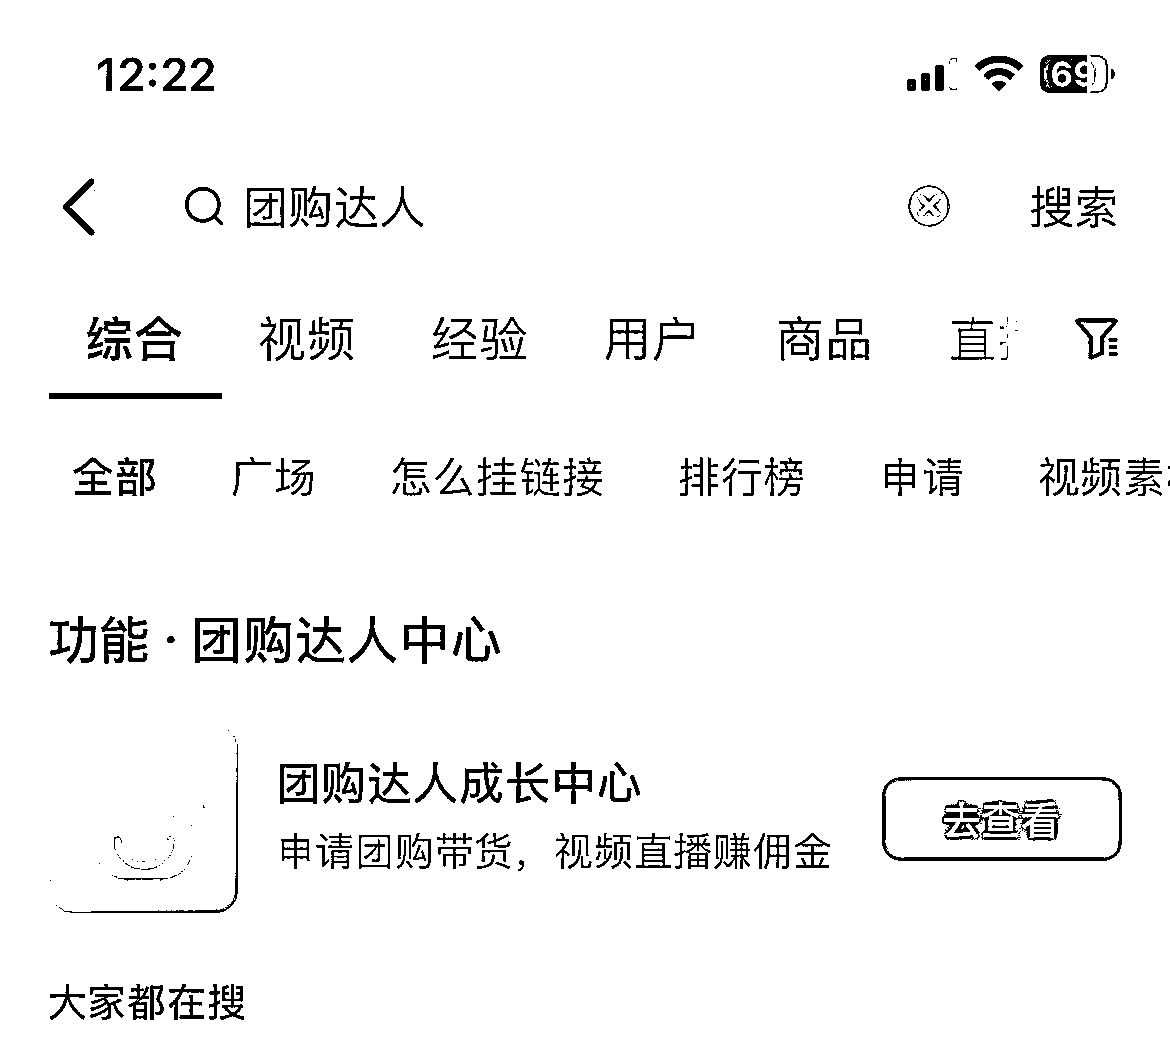 12:22 69
团购达人 搜索
综合 视频 经验 用户 商品 直
全部 广场 怎么挂链接 排行榜 申请 视频素
功能 · 团购达人中心
团购达人成长中心
申请团购带货，视频直播赚佣金
去查看
大家都在搜